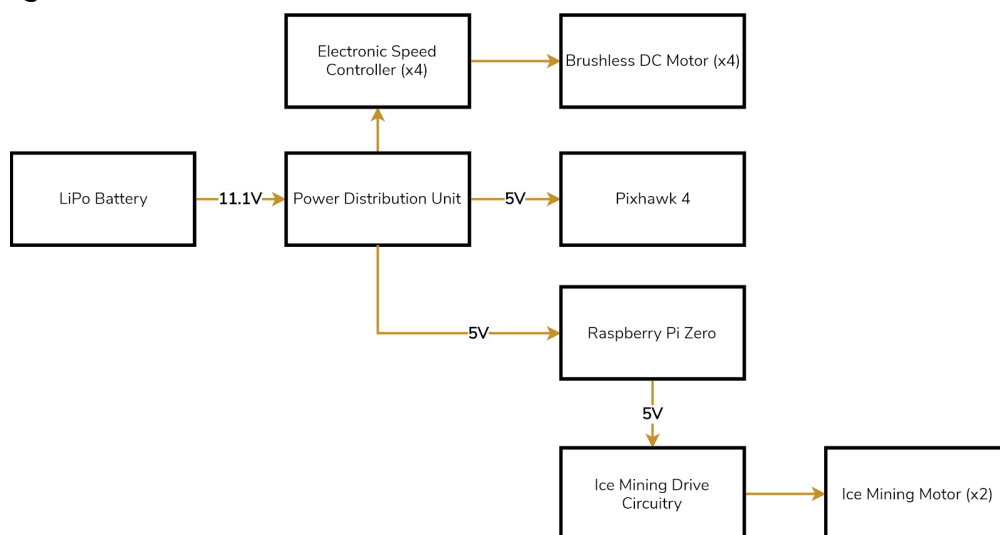 Electronic Speed
Controller (x4)
Brushless DC Motor (x4)
LiPo Battery
11.1V
Power Distribution Unit
5V
Pixhawk 4
5V
Raspberry Pi Zero
5V
Ice Mining Drive
Circuitry
Ice Mining Motor (x2)